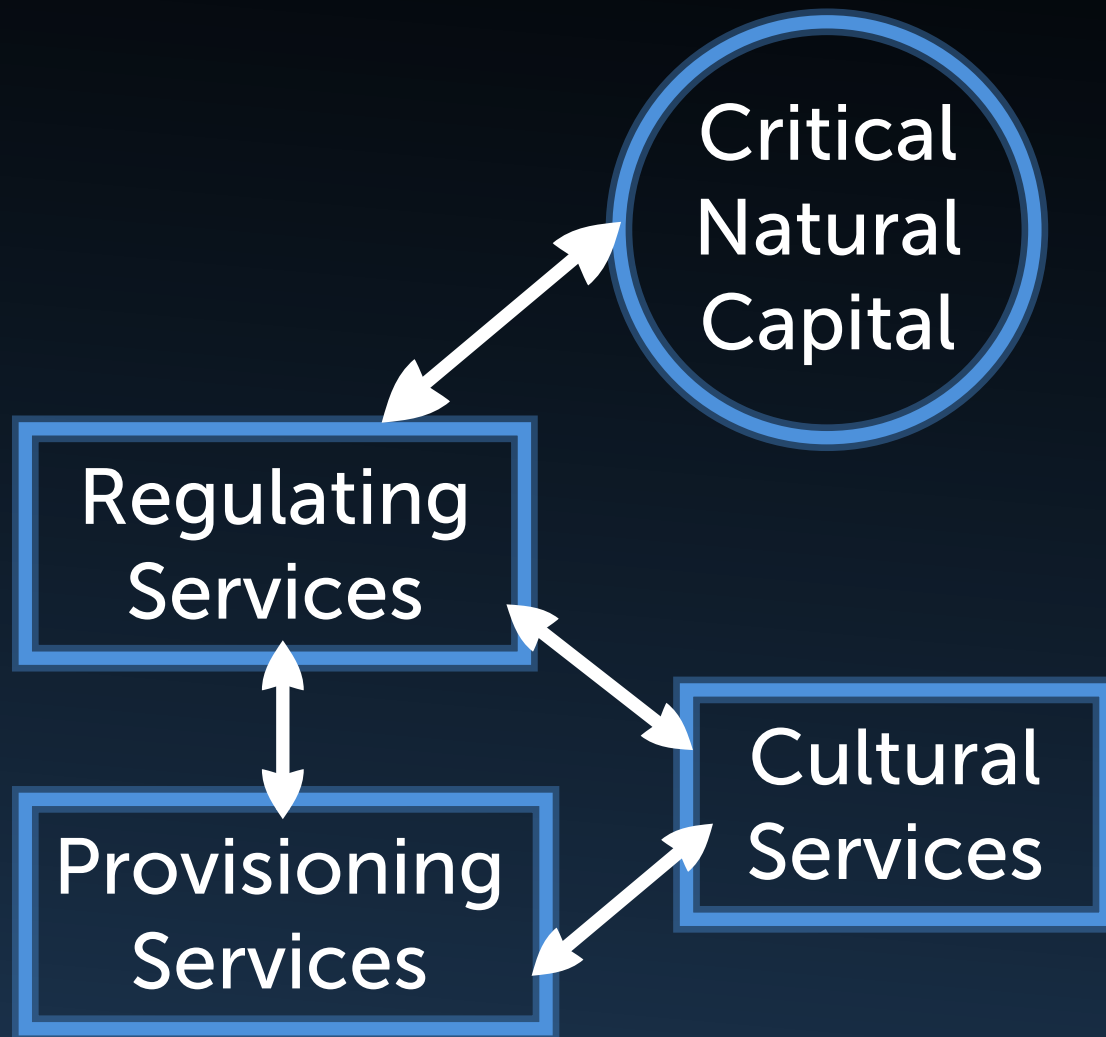 Critical
Natural
Capital
Regulating
Services
Cultural
Services
Provisioning
Services